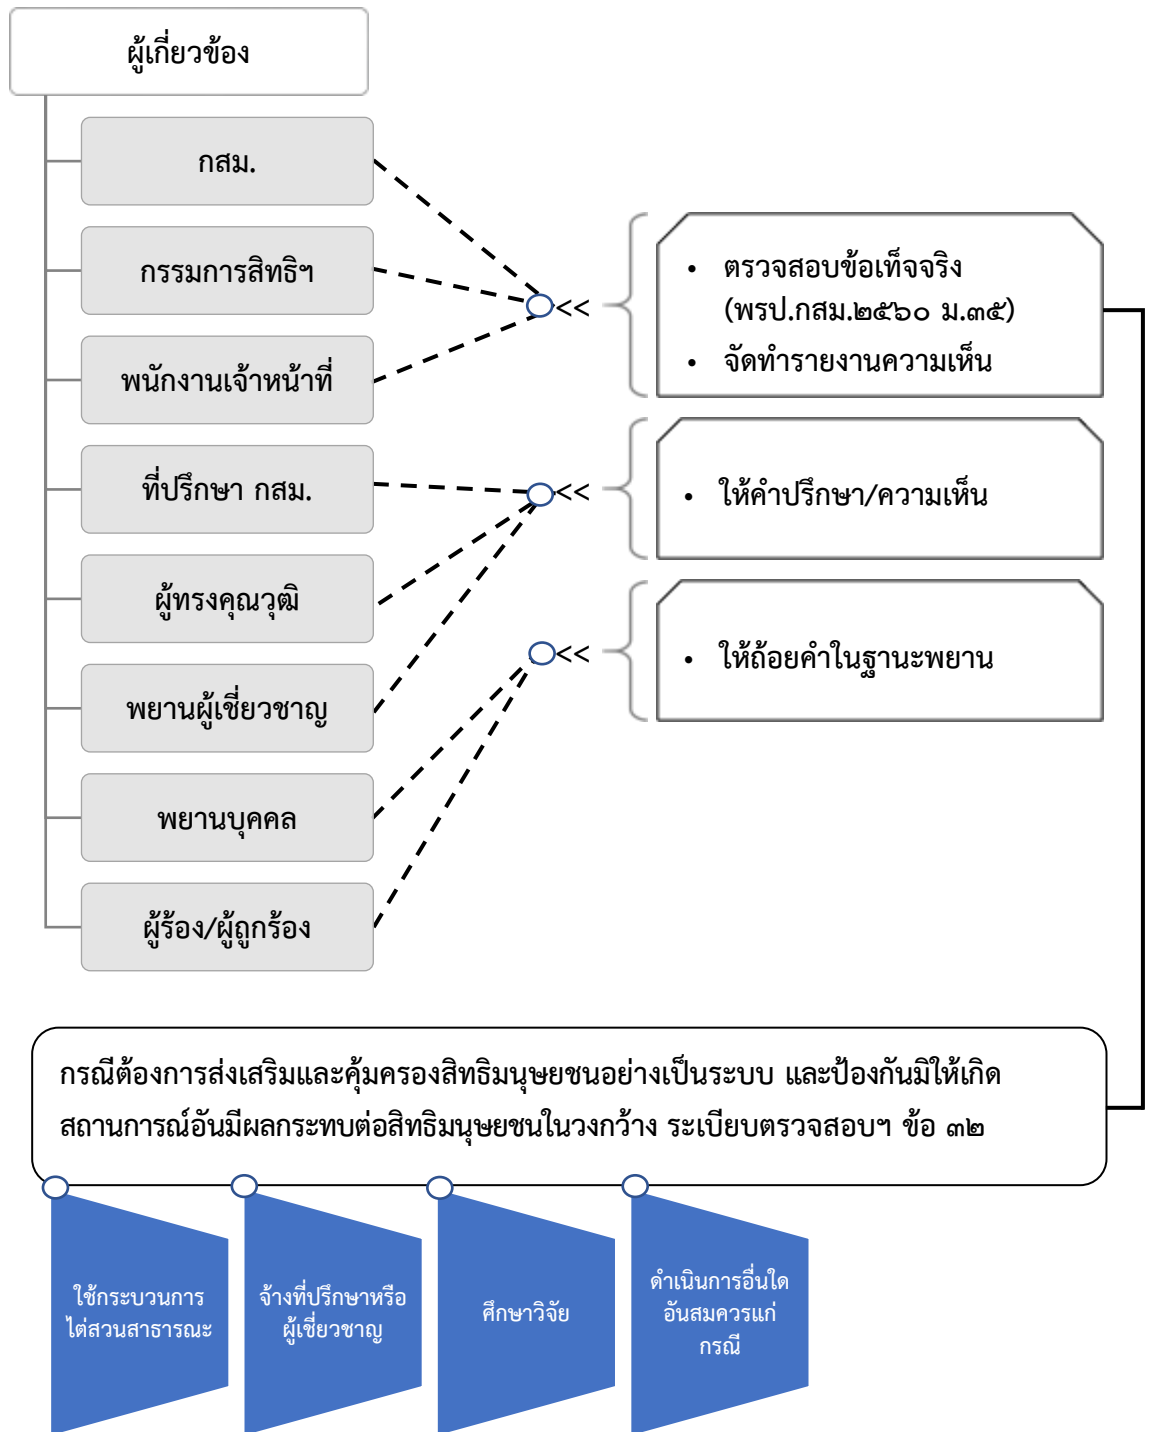 ผู้เกี่ยวข้อง
กสม.
กรรมการสิทธิฯ
พนักงานเจ้าหน้าที่
ที่ปรึกษา กสม.
ผู้ทรงคุณวุฒิ
พยานผู้เชี่ยวชาญ
พยานบุคคล
ผู้ร้อง/ผู้ถูกร้อง
<<
• ตรวจสอบข้อเท็จจริง
(พรป.กสม.๒๕๖๐ ม.๓๕)
• จัดทำรายงานความเห็น
<<
• ให้คำปรึกษา/ความเห็น
<<
• ให้ถ้อยคำในฐานะพยาน
กรณีต้องการส่งเสริมและคุ้มครองสิทธิมนุษยชนอย่างเป็นระบบ และป้องกันมิให้เกิด
สถานการณ์อันมีผลกระทบต่อสิทธิมนุษยชนในวงกว้าง ระเบียบตรวจสอบฯ ข้อ ๓๒
ใช้กระบวนการ
ไต่สวนสาธารณะ
จ้างที่ปรึกษาหรือ
ผู้เชี่ยวชาญ
ศึกษาวิจัย
ดำเนินการอื่นใด
อันสมควรแก่
กรณี